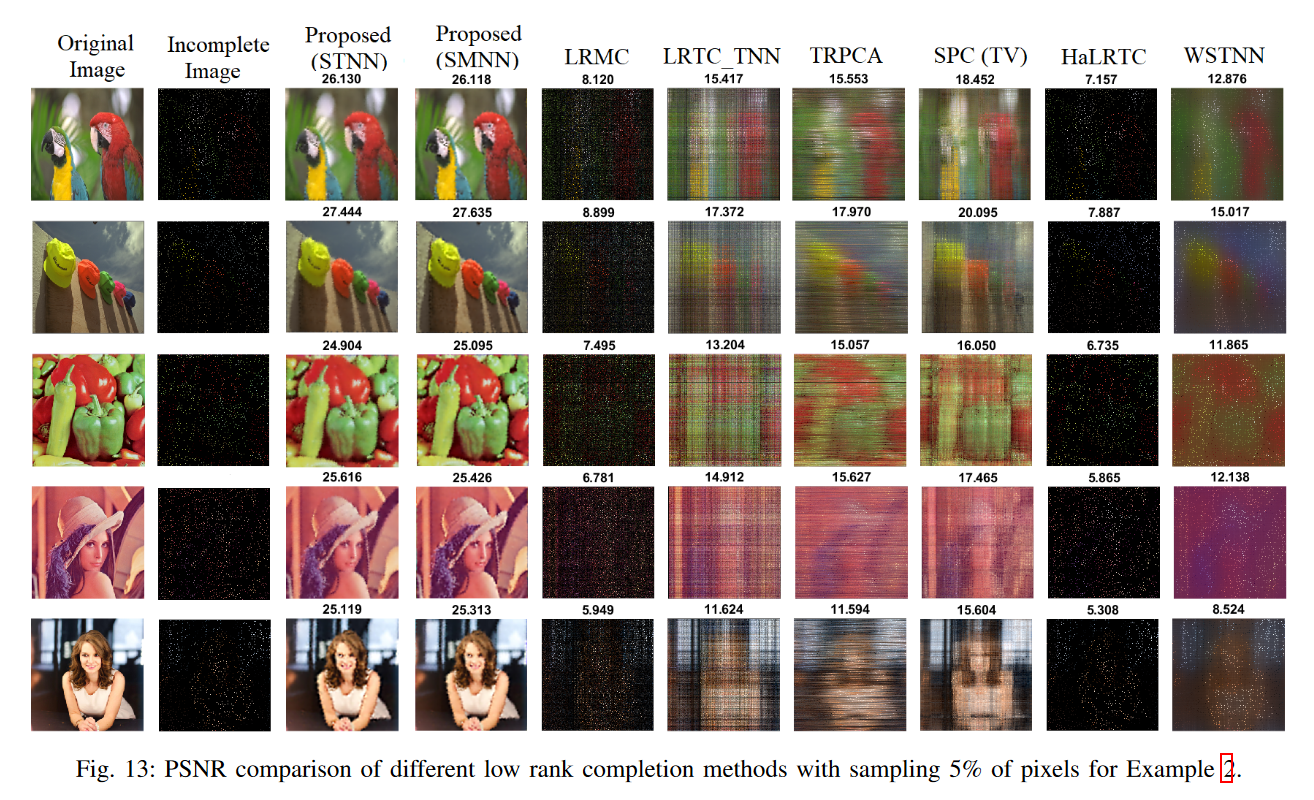 Original Image
Incomplete Image
Proposed (STNN)
Proposed (SMNN)
LRMC
LRTC_TNN
TRPCA
SPC (TV)
HaLRTC
WSTNN
26.130 26.118 8.120 15.417 15.553 18.452 7.157 12.876
27.444 27.635 8.899 17.372 17.970 20.095 7.887 15.017
24.904 25.095 7.495 13.204 15.057 16.050 6.735 11.865
25.616 25.426 6.781 14.912 15.627 17.465 5.865 12.138
25.119 25.313 5.949 11.624 11.594 15.604 5.308 8.524
Fig. 13: PSNR comparison of different low rank completion methods with sampling 5% of pixels for Example 2.